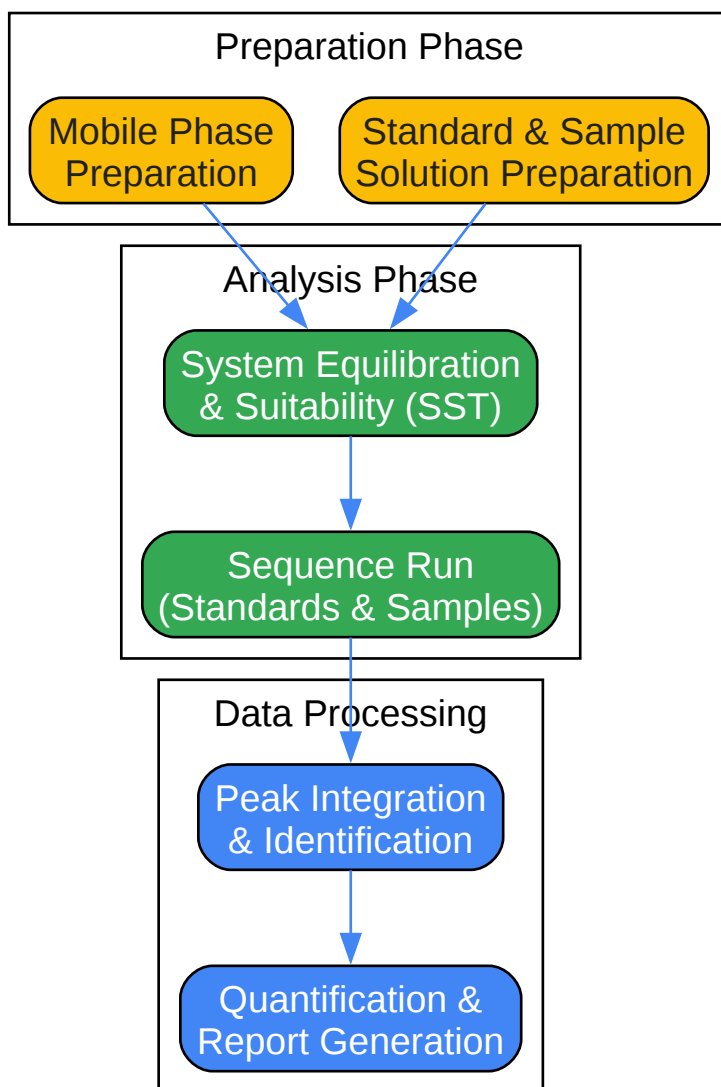 Preparation Phase
Mobile Phase
Preparation
Standard & Sample
Solution Preparation
Analysis Phase
System Equilibration
& Suitability (SST)
Sequence Run
(Standards & Samples)
Data Processing
Peak Integration
& Identification
Quantification &
Report Generation